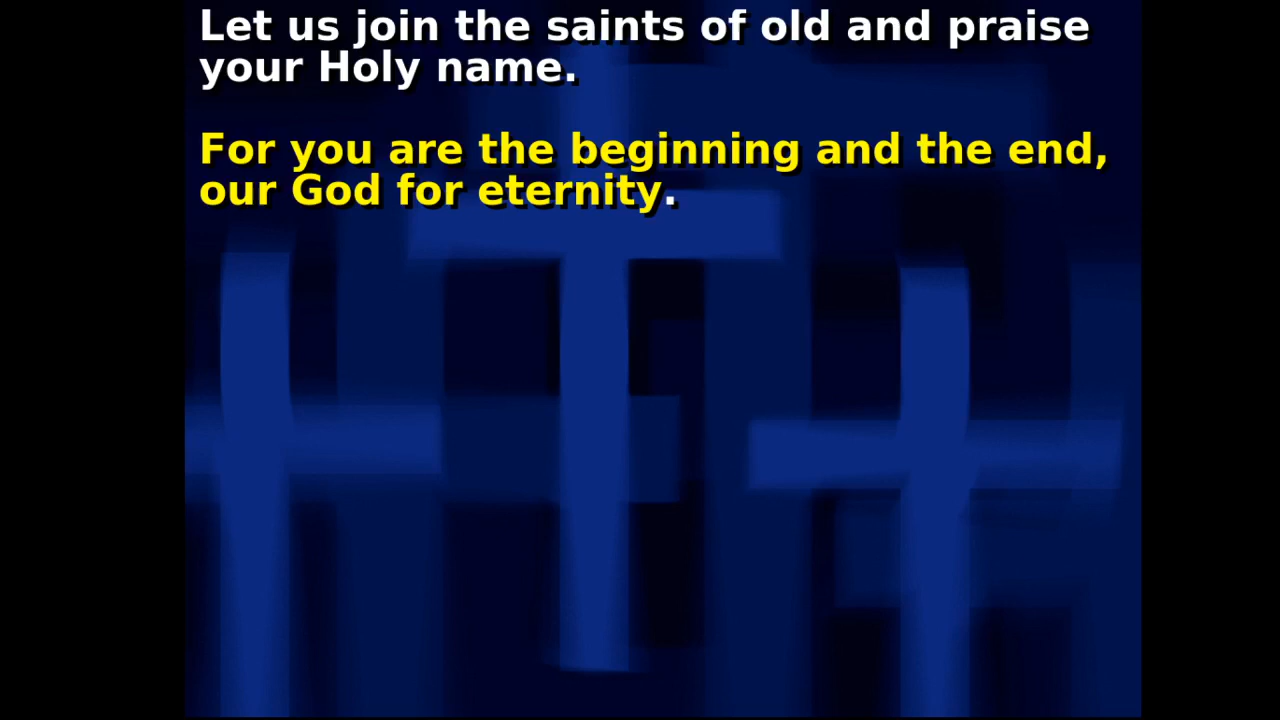 Let us join the saints of old and praise
your Holy name.
For you are the beginning and the end,
our God for eternity.